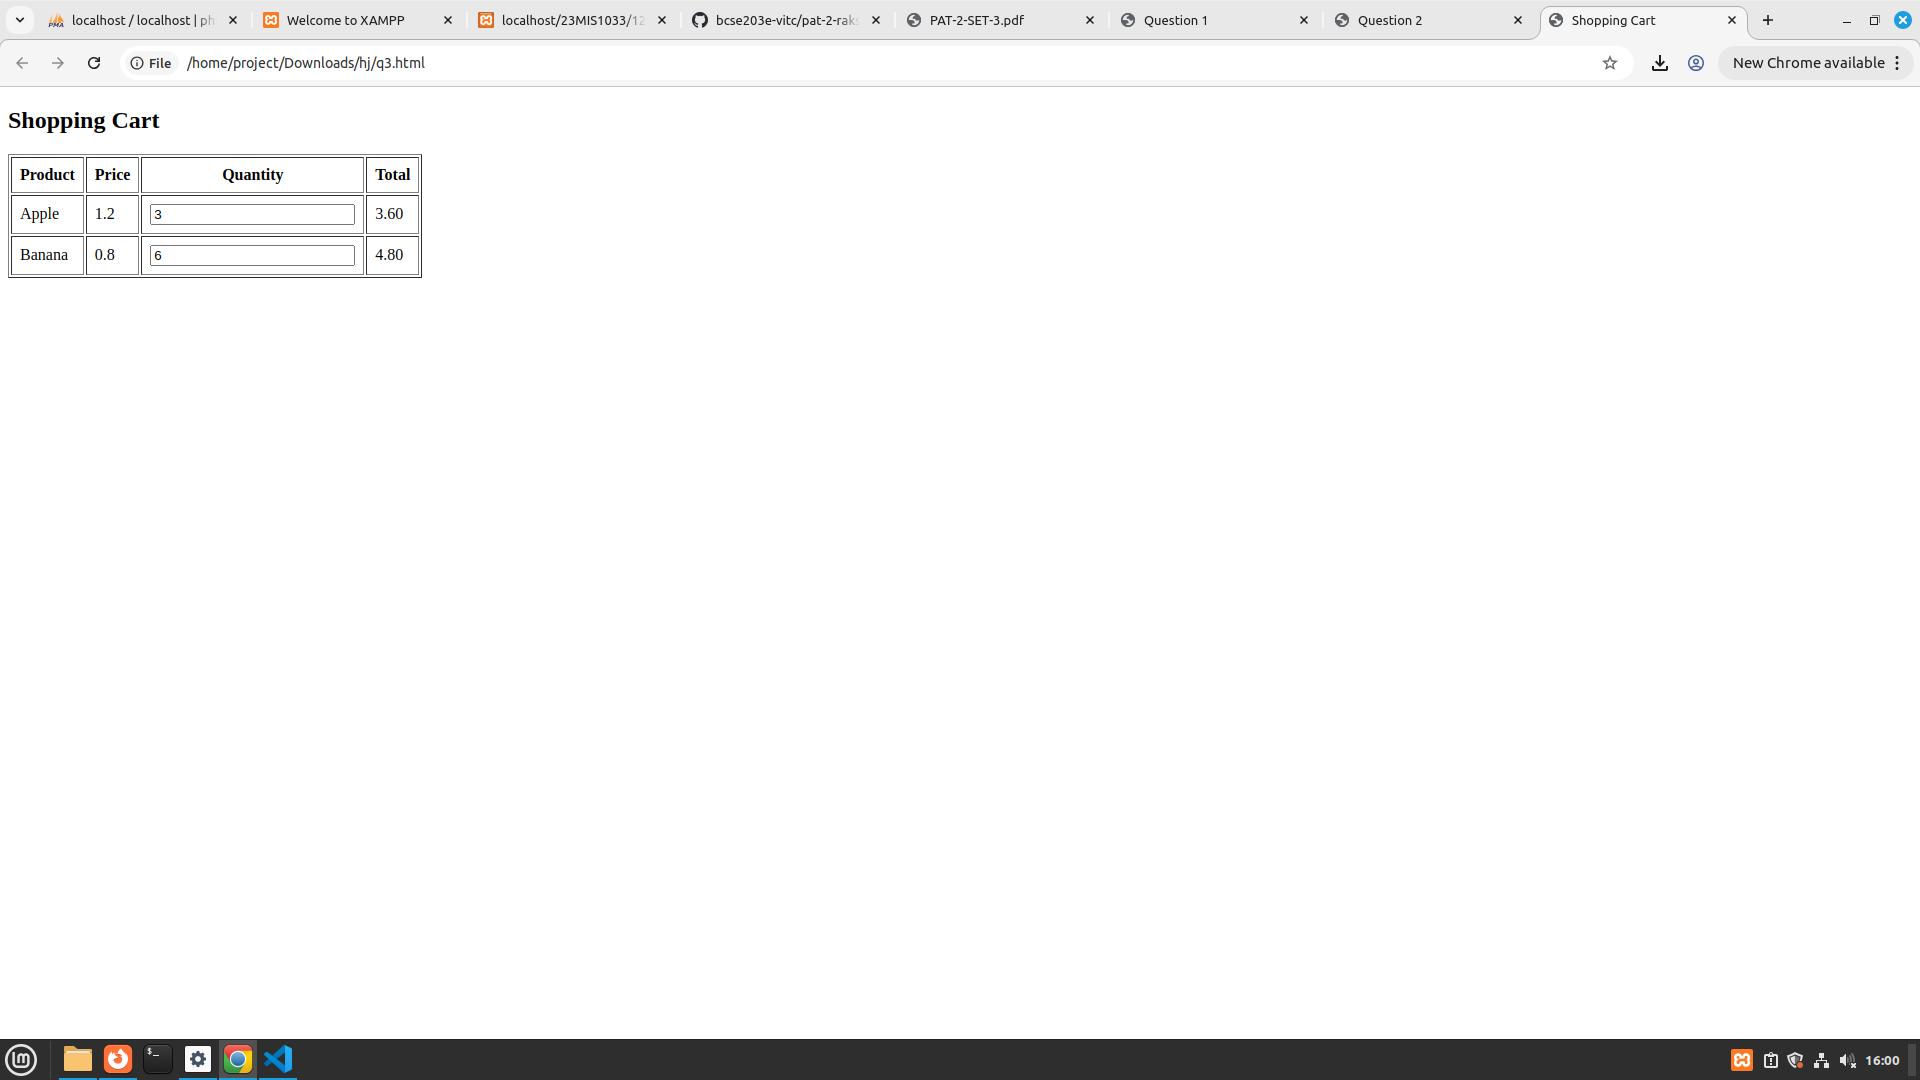 localhost / localhost | ph
Welcome to XAMPP
localhost/23MIS1033/12
bcse203e-vitc/pat-2-raks
PAT-2-SET-3.pdf
Question 1
Question 2
Shopping Cart
File /home/project/Downloads/hj/q3.html
New Chrome available
Shopping Cart
Product Price Quantity Total
Apple 1.2 3 3.60
Banana 0.8 6 4.80
16:00